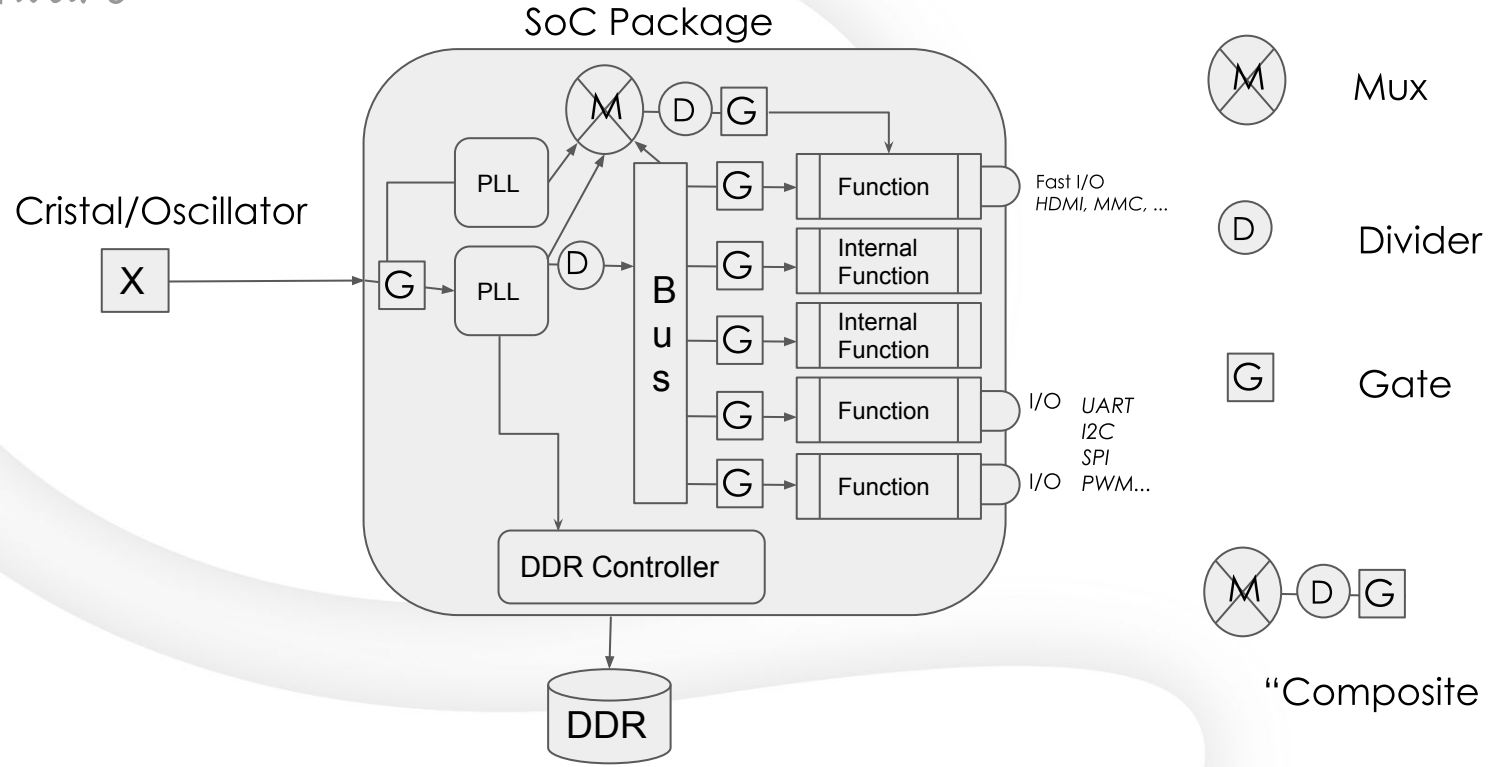 SoC Package
M
D
G
Mux
PLL
G
Function
Fast I/O
HDMI, MMC, ...
Cristal/Oscillator
X
G
PLL
D
B
u
s
G
Internal
Function
D
Divider
G
Internal
Function
G
Function
I/O
UART
I2C
SPI
PWM...
G
Gate
G
Function
I/O
DDR Controller
M
D
G
“Composite
DDR
M